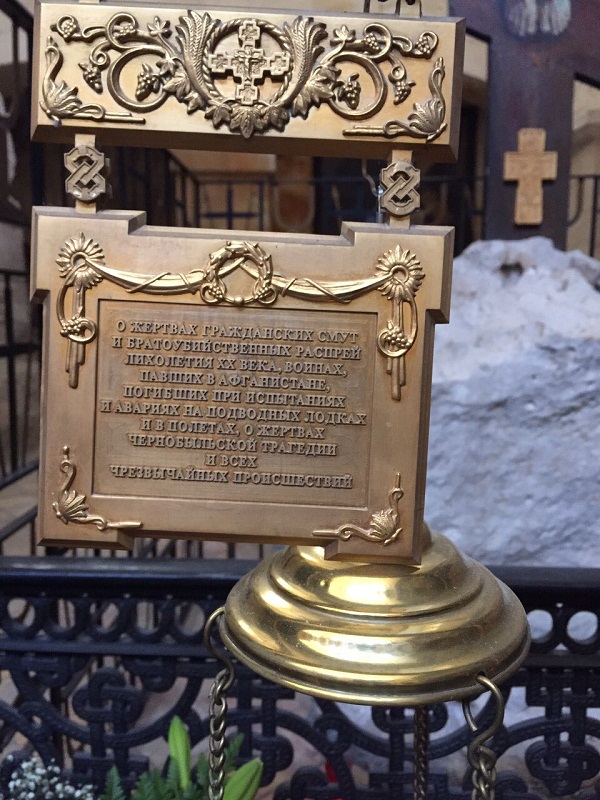 О ЖЕРТВАХ ГРАЖДАНСКИХ СМУТ
И БРАТОУБИЙСТВЕННЫХ РАСПРЕЙ
ЛИХОЛЕТИЯ XX ВЕКА, ВОИНАХ,
ПАВШИХ В АФГАНИСТАНЕ,
ПОГИБШИХ ПРИ ИСПЫТАНИЯХ
И АВАРИЯХ НА ПОДВОДНЫХ ЛОДКАХ
И В ПОЛЕТАХ, О ЖЕРТВАХ
ЧЕРНОБЫЛЬСКОЙ ТРАГЕДИИ
И ВСЕХ
ЧРЕЗВЫЧАЙНЫХ ПРОИСШЕСТВИЙ